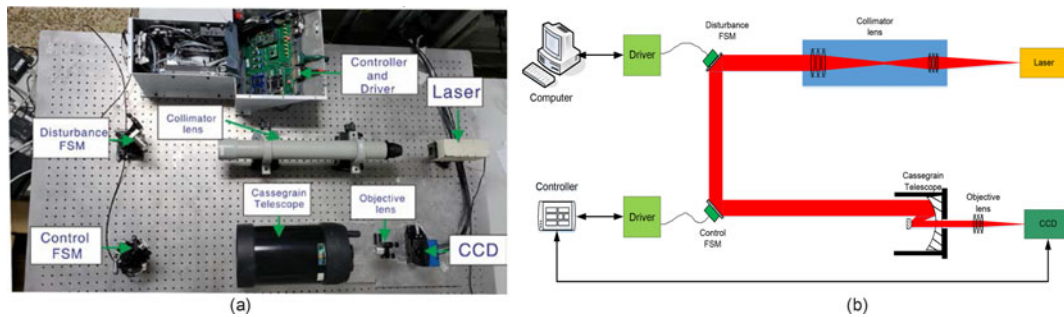 Controller
and
Driver
Laser
Collimator
lens
Disturbance
FSM
Cassegrain
Telescope
Objective
lens
Control
FSM
CCD
(a)
Disturbance
FSM
Collimator
lens
Driver
Laser
Computer
Controller
Driver
Control
FSM
Cassegrain
Telescope
Objective
lens
CCD
(b)